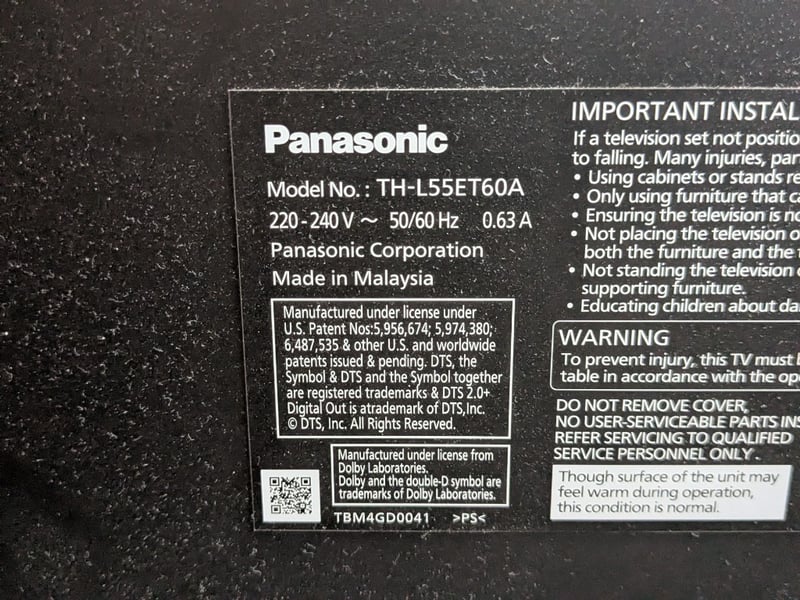 Panasonic
Model No. : TH-L55ET60A
220 - 240 V ～ 50/60 Hz 0.63 A
Panasonic Corporation
Made in Malaysia
Manufactured under license under
U.S. Patent Nos:5,956,674; 5,974,380;
6,487,535 & other U.S. and worldwide
patents issued & pending. DTS, the
Symbol & DTS and the Symbol together
are registered trademarks & DTS 2.0+
Digital Out is atrademark of DTS,Inc.
© DTS, Inc. All Rights Reserved.
Manufactured under license from
Dolby Laboratories.
Dolby and the double-D symbol are
trademarks of Dolby Laboratories.
TBM4GD0041 >PS<
IMPORTANT INSTAL
If a television set not positio
to falling. Many injuries, par
• Using cabinets or stands re
• Only using furniture that ca
• Ensuring the television is no
• Not placing the television o
both the furniture and the
• Not standing the television
supporting furniture.
• Educating children about da
WARNING
To prevent injury, this TV must
table in accordance with the ope
DO NOT REMOVE COVER,
NO USER-SERVICEABLE PARTS INS
REFER SERVICING TO QUALIFIED
SERVICE PERSONNEL ONLY .
Though surface of the unit may
feel warm during operation,
this condition is normal.